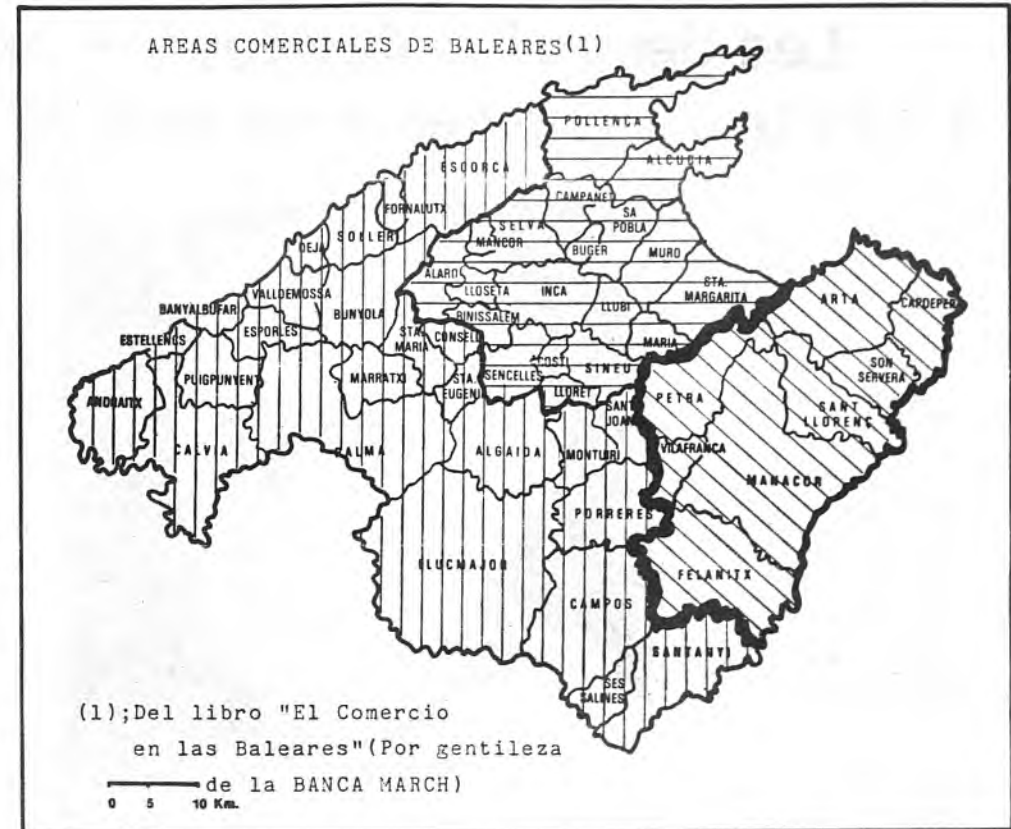 AREAS COMERCIALES DE BALEARES(1)
POLLENCA
ALCUCIA
ESCORCA
CAMPANET
FORNALUTX
SA
POBLA
SELVA
SOLLER
MANCOR
BUGER
MURO
DEJA
ALARO
LLOSETA
INCA
STA.
MARGARITA
ARTA
CAPDEPERA
VALLDEMOSSA
BANYALBUFAR
BUNYOLA
LLUBI
BINISSALEM
ESTELLENCS
ESPORLES
STA.
MARIA
CONSELL
MARIA
SON
SERVERA
COSTI
SINEU
PUIGPUNYENT
MARRATXI
SENCELLES
STA.
EUGENI
LLORET
ANDRAITX
PETRA
SANT
LLORENÇ
SANT
JOAN
CALVIA
PALMA
ALGAIDA
MONTUIRI
VILAFRANCA
MANACOR
PORRERES
LLUCMAJOR
FELANITX
CAMPOS
SANTANYI
SES
SALINES
(1);Del libro "El Comercio
en las Baleares"(Por gentileza
de la BANCA MARCH)
0 5 10 Km.